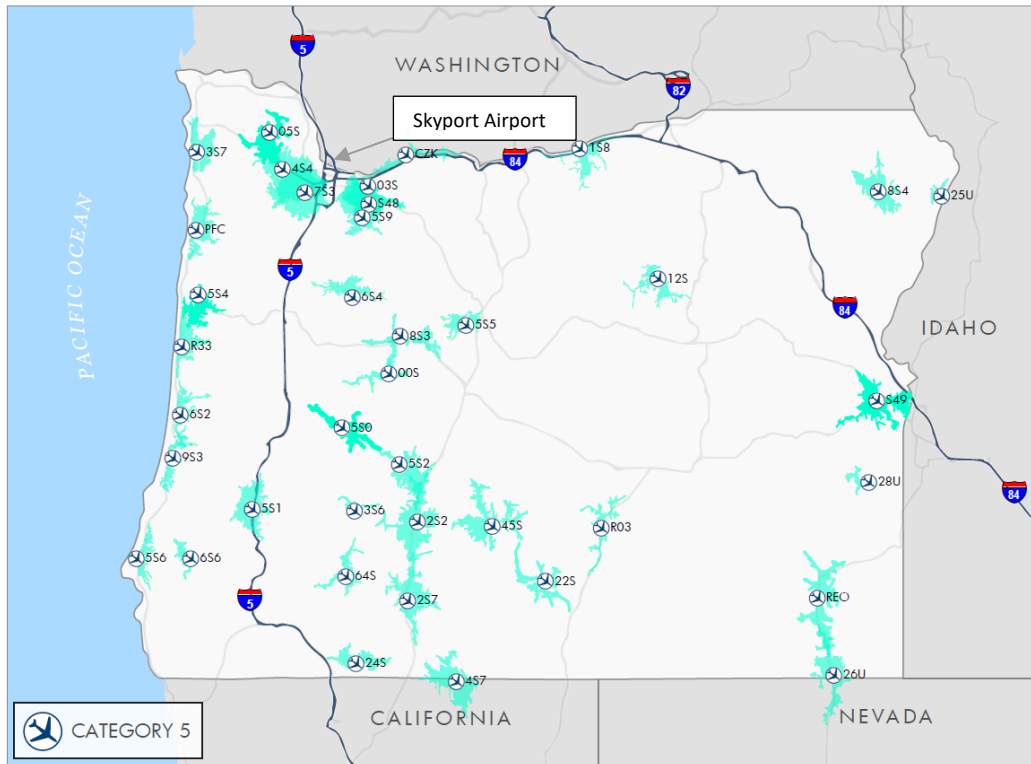 5
WASHINGTON
82
Skyport Airport
05S
3S7
CZK
84
1S8
4S4
7S3
03S
S48
5S9
8S4
25U
PFC
PACIFIC OCEAN
5
12S
5S4
6S4
84
5S5
IDAHO
R33
8S3
00S
S49
6S2
5S0
9S3
5S2
28U
84
5S1
3S6
2S2
45S
R03
5S6
6S6
64S
22S
5
2S7
REO
24S
4S7
26U
CATEGORY 5
CALIFORNIA
NEVADA